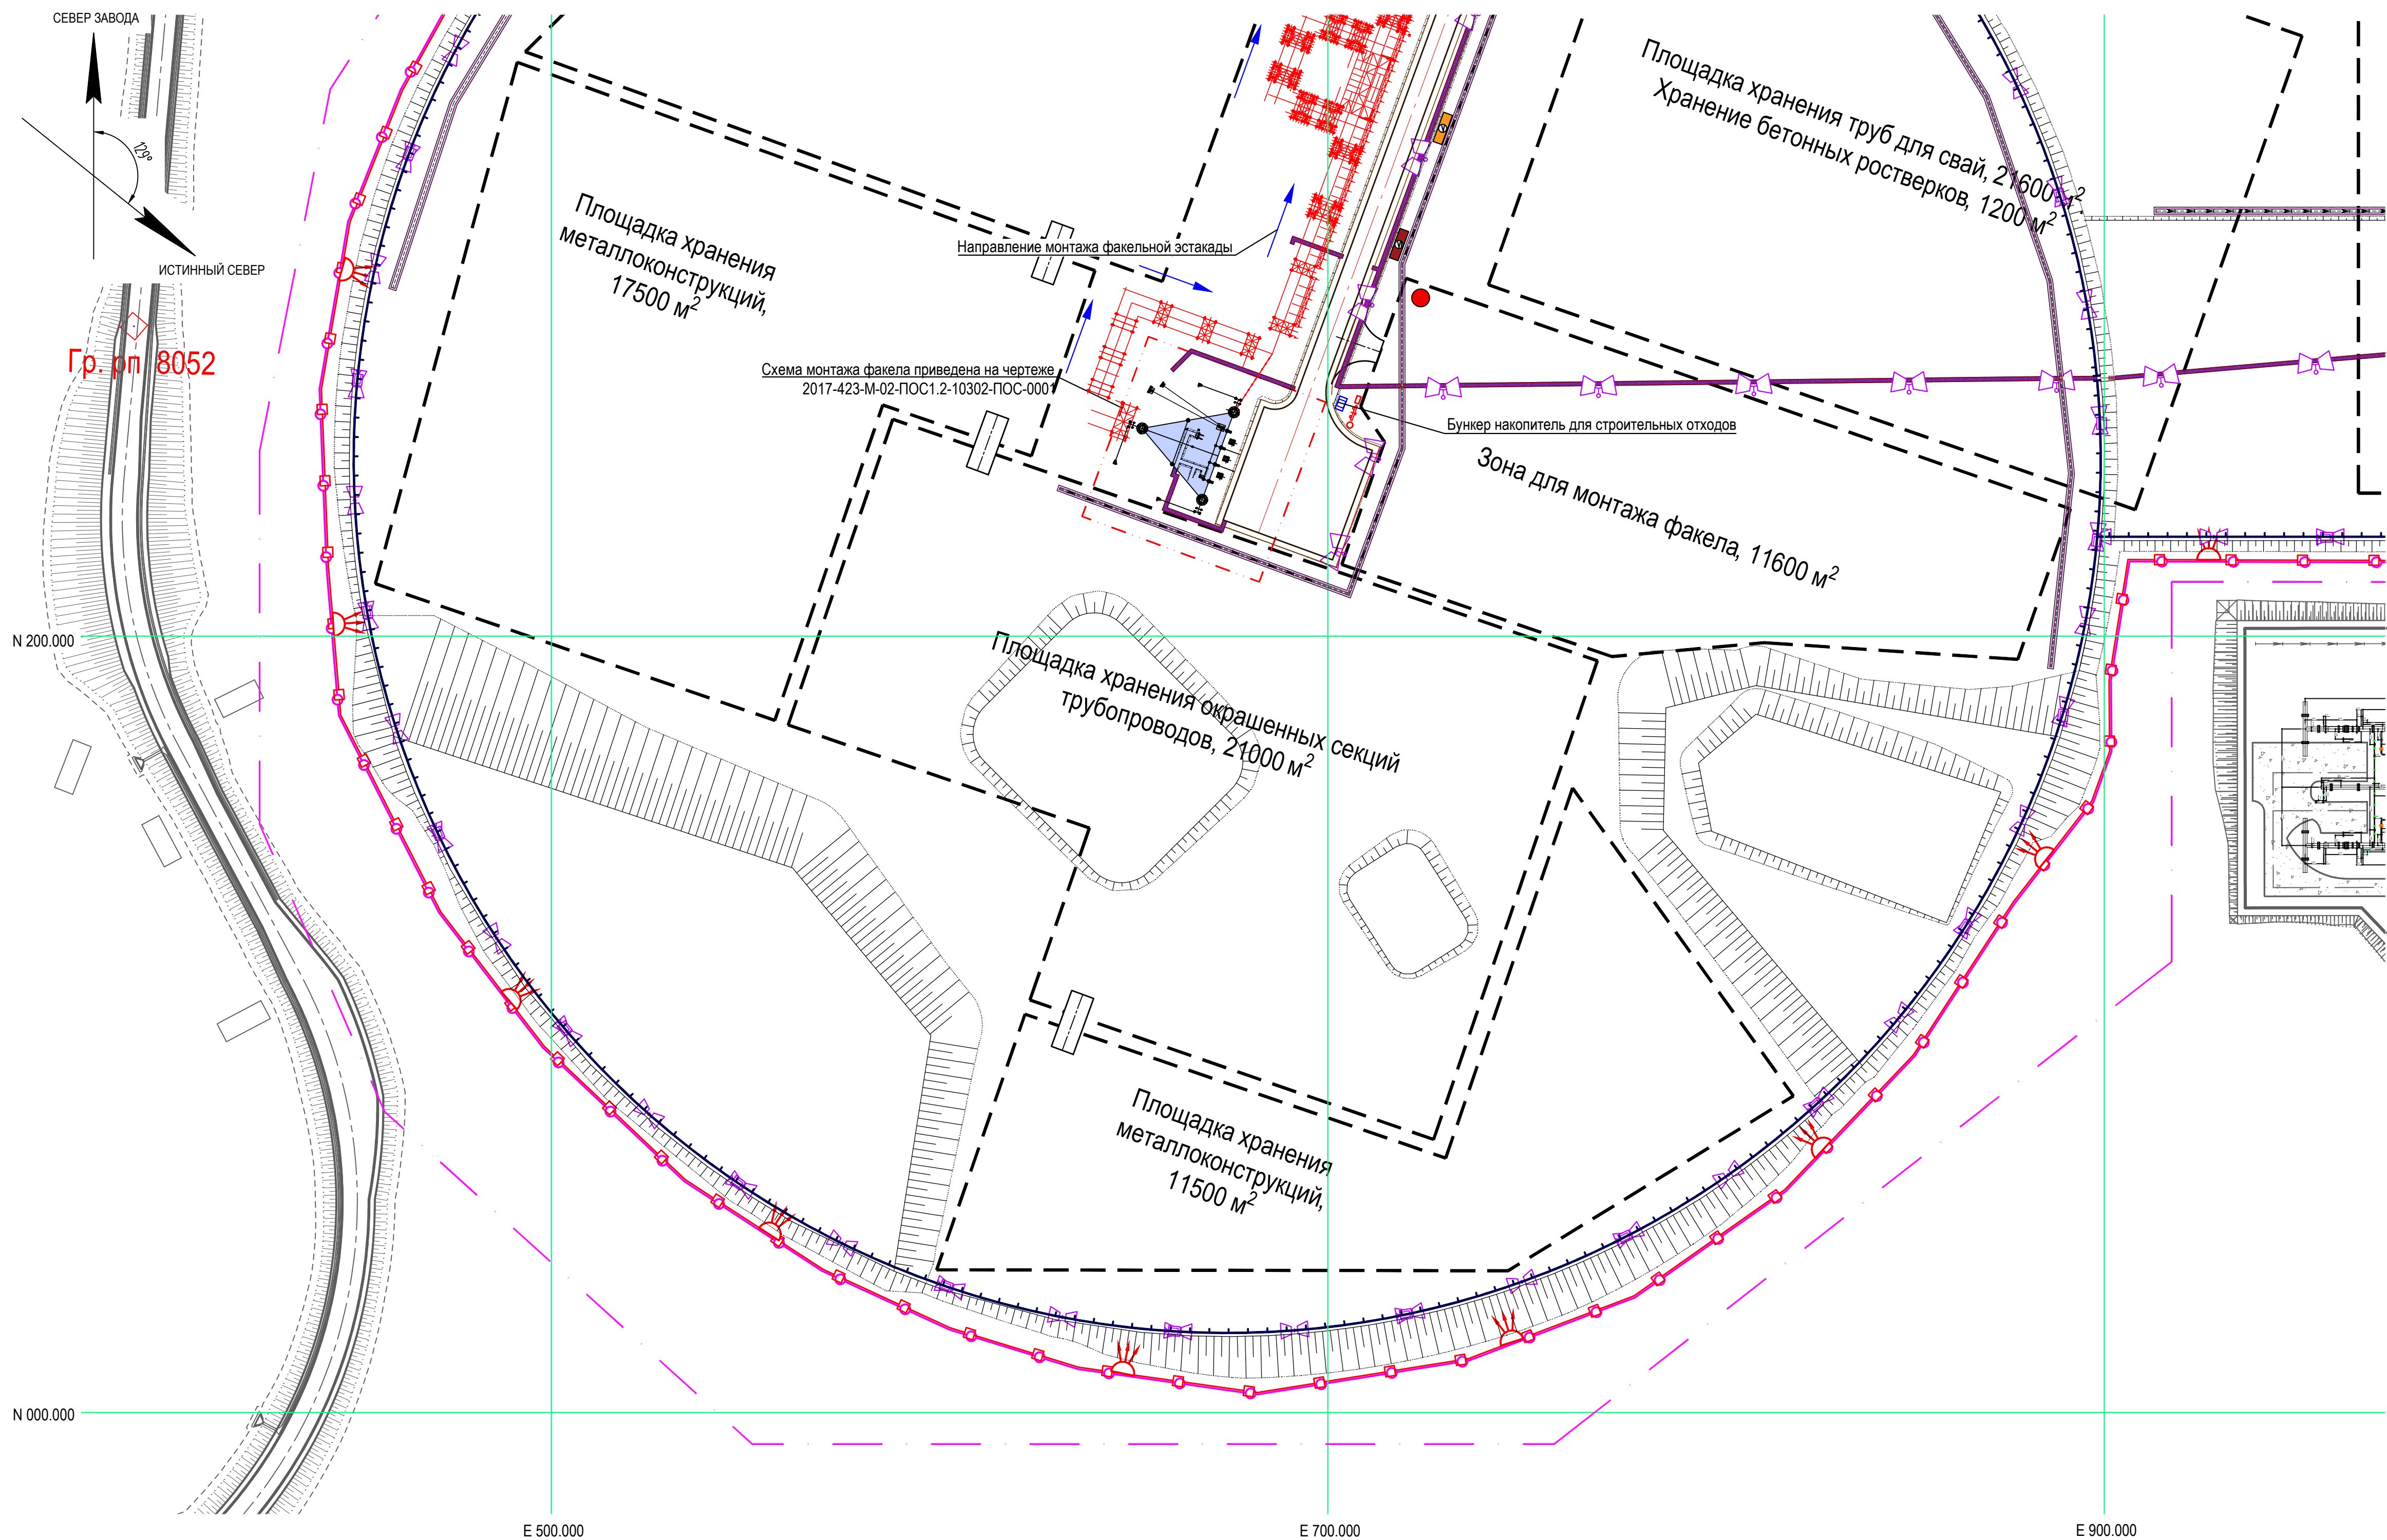 СЕВЕР ЗАВОДА
129°
ИСТИННЫЙ СЕВЕР
Гр. рп 8052
Площадка хранения
металлоконструкций,
17500 м²
Направление монтажа факельной эстакады
Площадка хранения труб для свай, 21600 м²
Хранение бетонных ростверков, 1200 м²
Схема монтажа факела приведена на чертеже
2017-423-М-02-ПОС1.2-10302-ПОС-0001
Бункер накопитель для строительных отходов
Зона для монтажа факела, 11600 м²
N 200.000
Площадка хранения окрашенных секций
трубопроводов, 21000 м²
Площадка хранения
металлоконструкций,
11500 м²
N 000.000
E 500.000
E 700.000
E 900.000